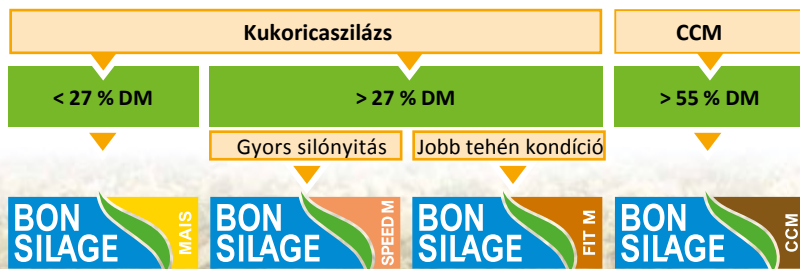 Kukoricaszilázs
CCM
< 27 % DM
> 27 % DM
> 55 % DM
Gyors silónyitás
Jobb tehén kondíció
BON
SILAGE
MAIS
BON
SILAGE
SPEED M
BON
SILAGE
FIT M
BON
SILAGE
CCM